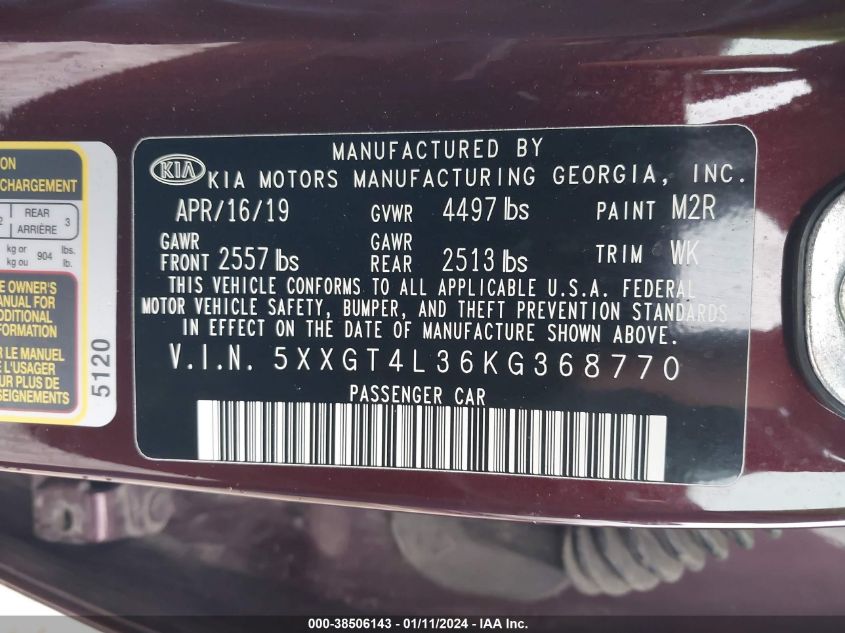 ON
CHARGEMENT
2 REAR 3
ARRIÈRE
kg or 904 lbs.
kg ou lb.
E OWNER'S
ANUAL FOR
DDITIONAL
FORMATION
R LE MANUEL
E L'USAGER
UR PLUS DE
SEIGNEMENTS
5120
MANUFACTURED BY
KIA KIA MOTORS MANUFACTURING GEORGIA, INC.
APR/16/19 GVWR 4497 lbs PAINT M2R
GAWR GAWR
FRONT 2557 lbs REAR 2513 lbs TRIM WK
THIS VEHICLE CONFORMS TO ALL APPLICABLE U.S.A. FEDERAL
MOTOR VEHICLE SAFETY, BUMPER, AND THEFT PREVENTION STANDARDS
IN EFFECT ON THE DATE OF MANUFACTURE SHOWN ABOVE.
V.I.N. 5XXGT4L36KG368770
PASSENGER CAR
000-38506143 - 01/11/2024 - IAA Inc.